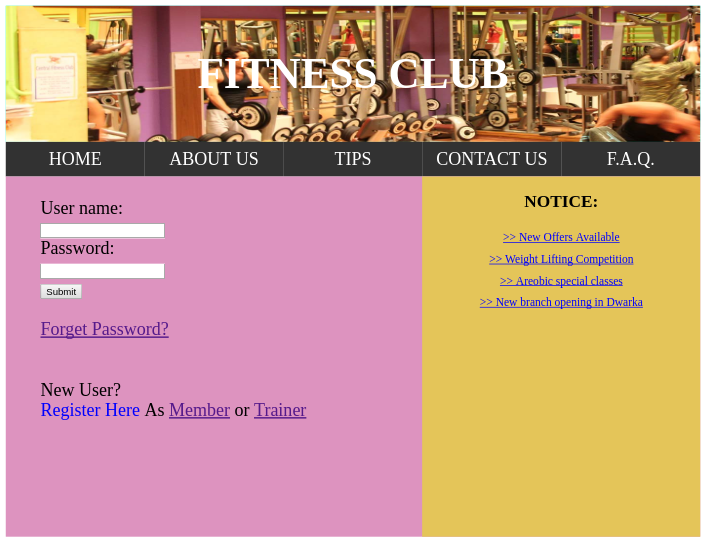 FITNESS CLUB
HOME ABOUT US TIPS CONTACT US F.A.Q.
User name:
Password:
Submit
Forget Password?
New User?
Register Here As Member or Trainer
NOTICE:
>> New Offers Available
>> Weight Lifting Competition
>> Areobic special classes
>> New branch opening in Dwarka